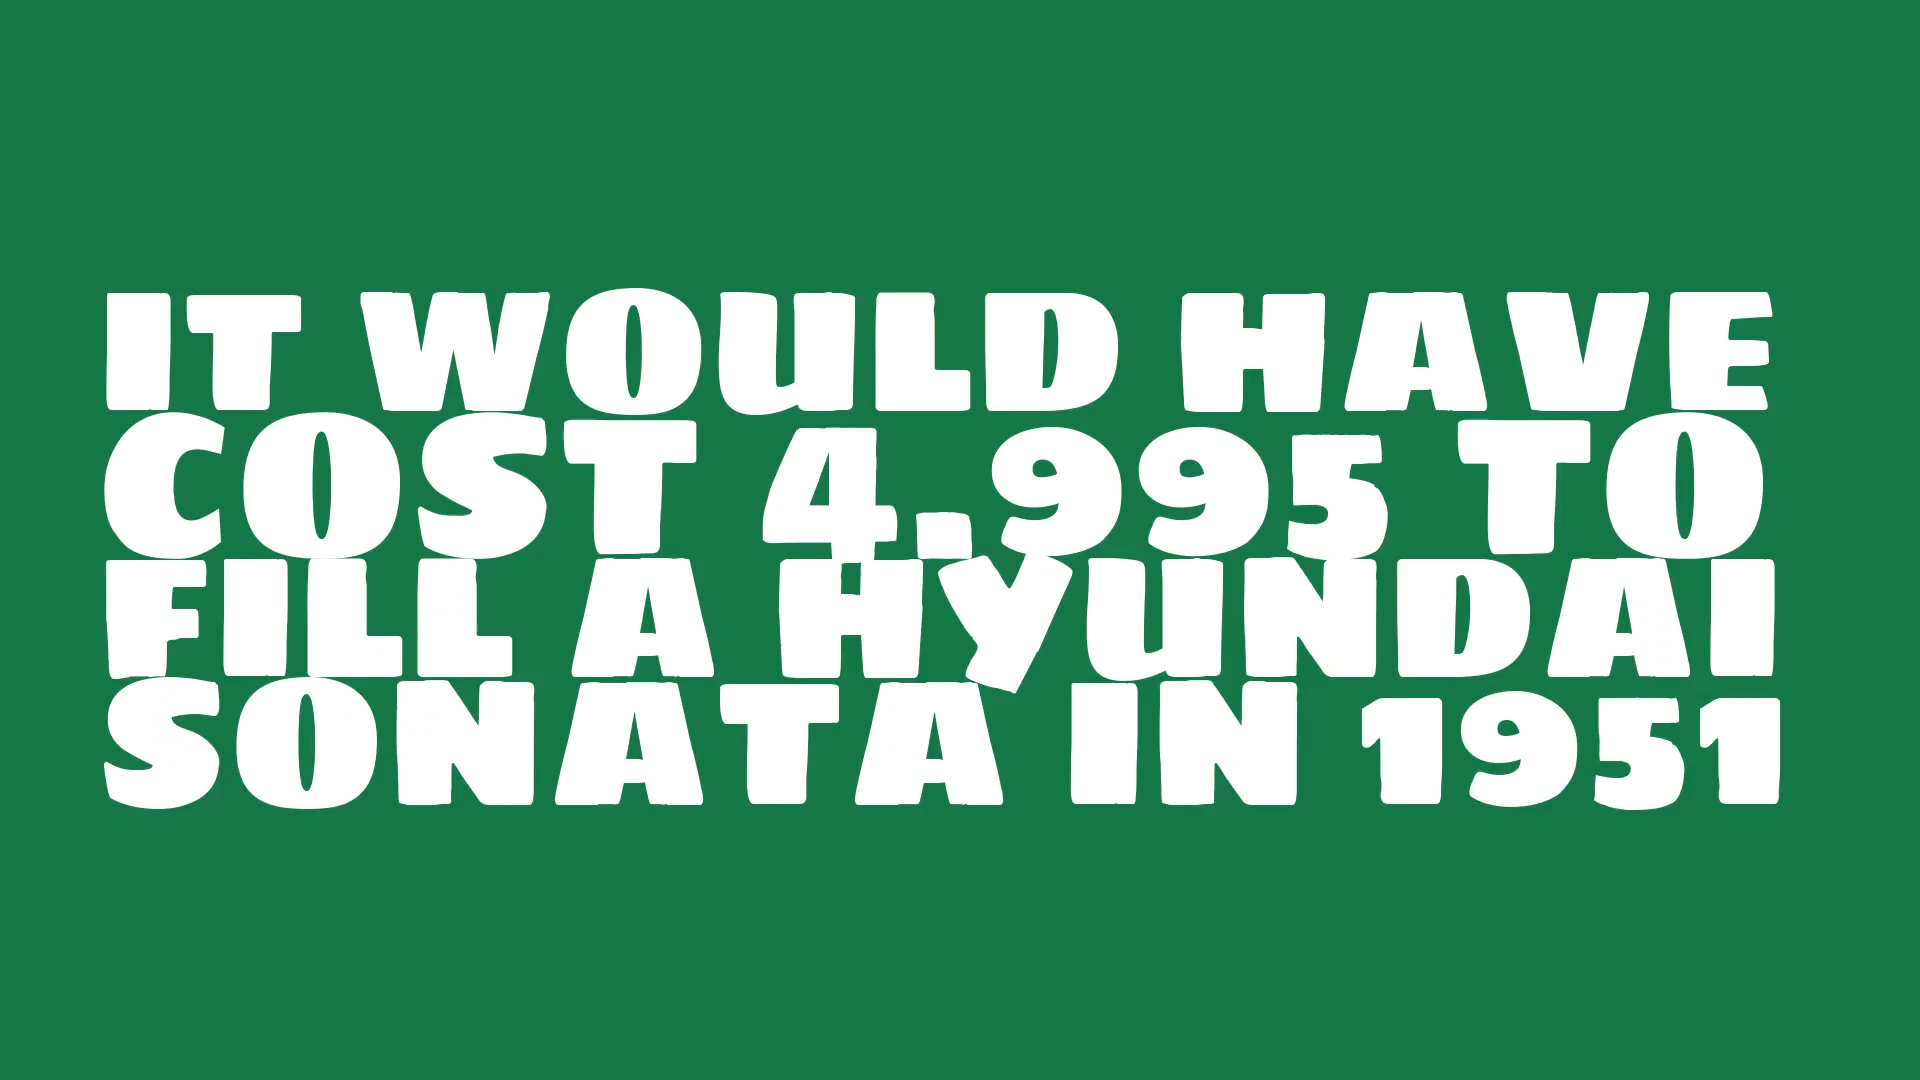 IT WOULD HAVE
COST 4.995 TO
FILL A HYUNDAI
SONATA IN 1951